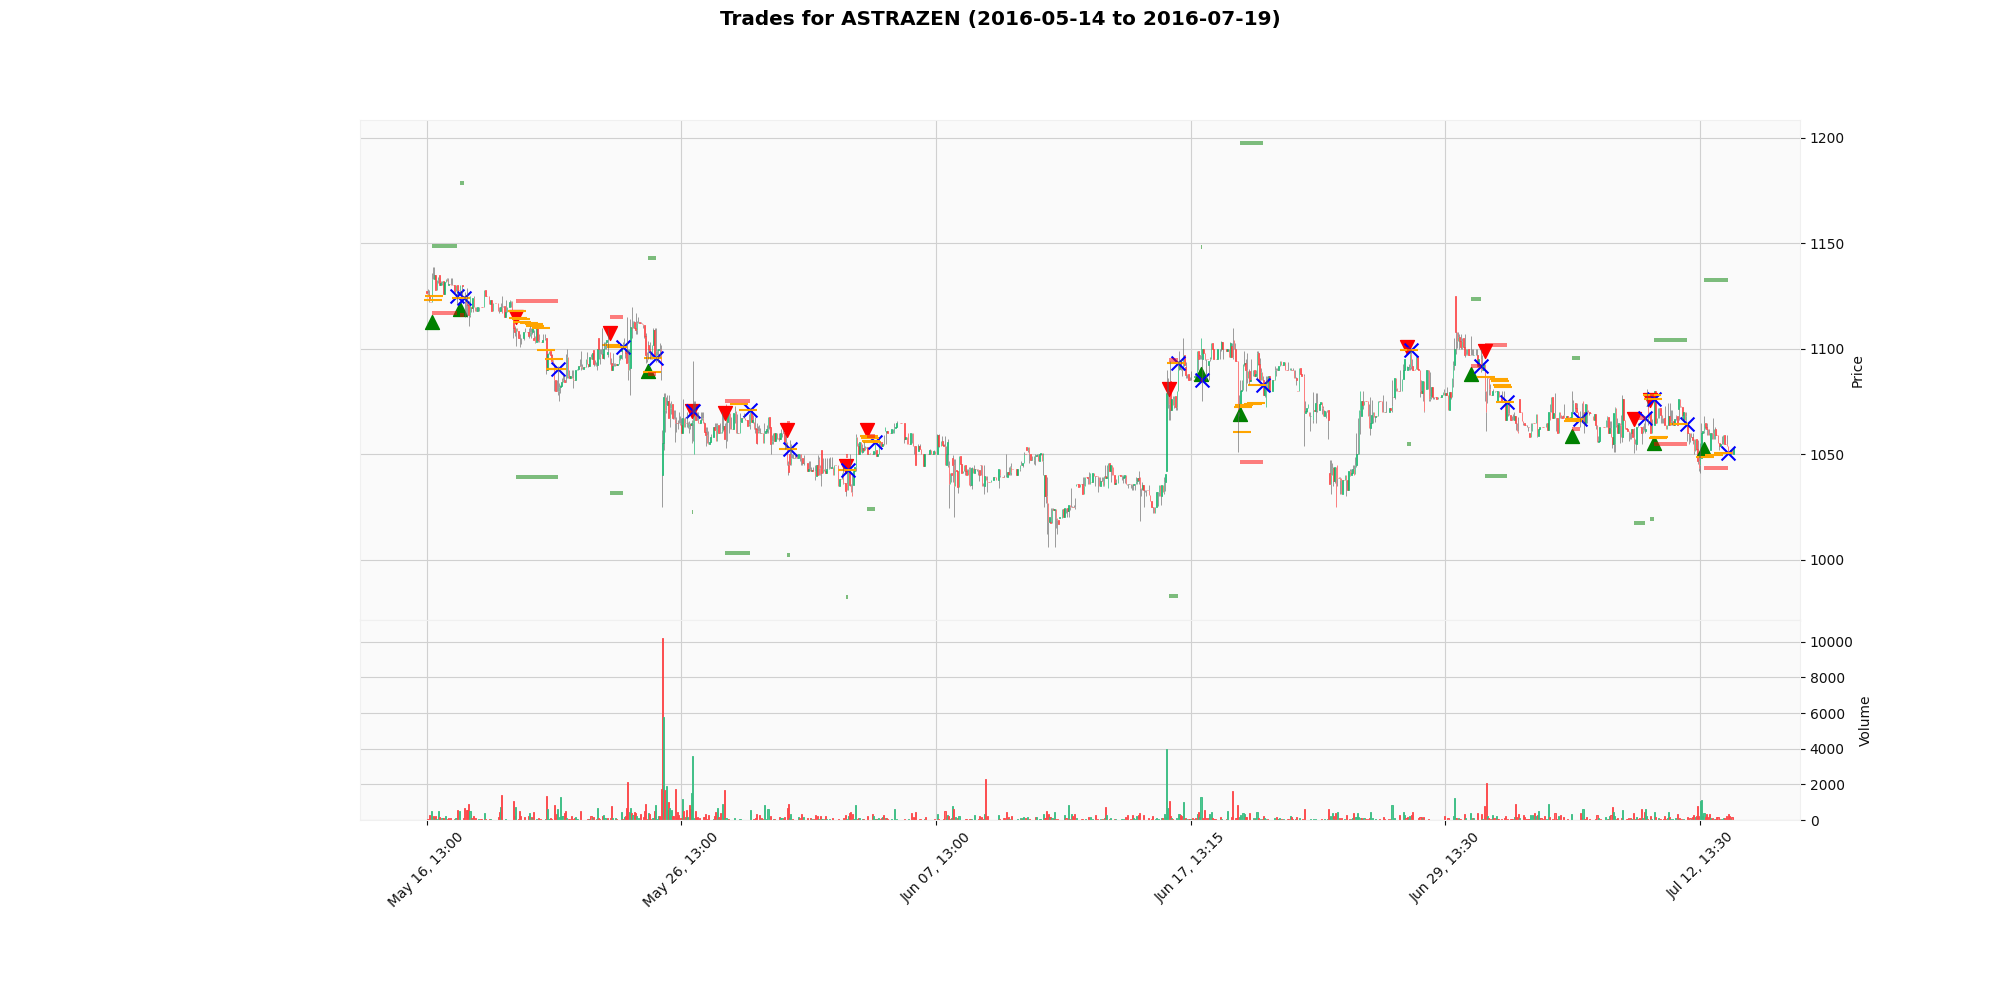 Trades for ASTRAZEN (2016-05-14 to 2016-07-19)
1200
1150
1100
1050
1000
Price
10000
8000
6000
4000
2000
0
Volume
May 16, 13:00
May 26, 13:00
Jun 07, 13:00
Jun 17, 13:15
Jun 29, 13:30
Jul 12, 13:30